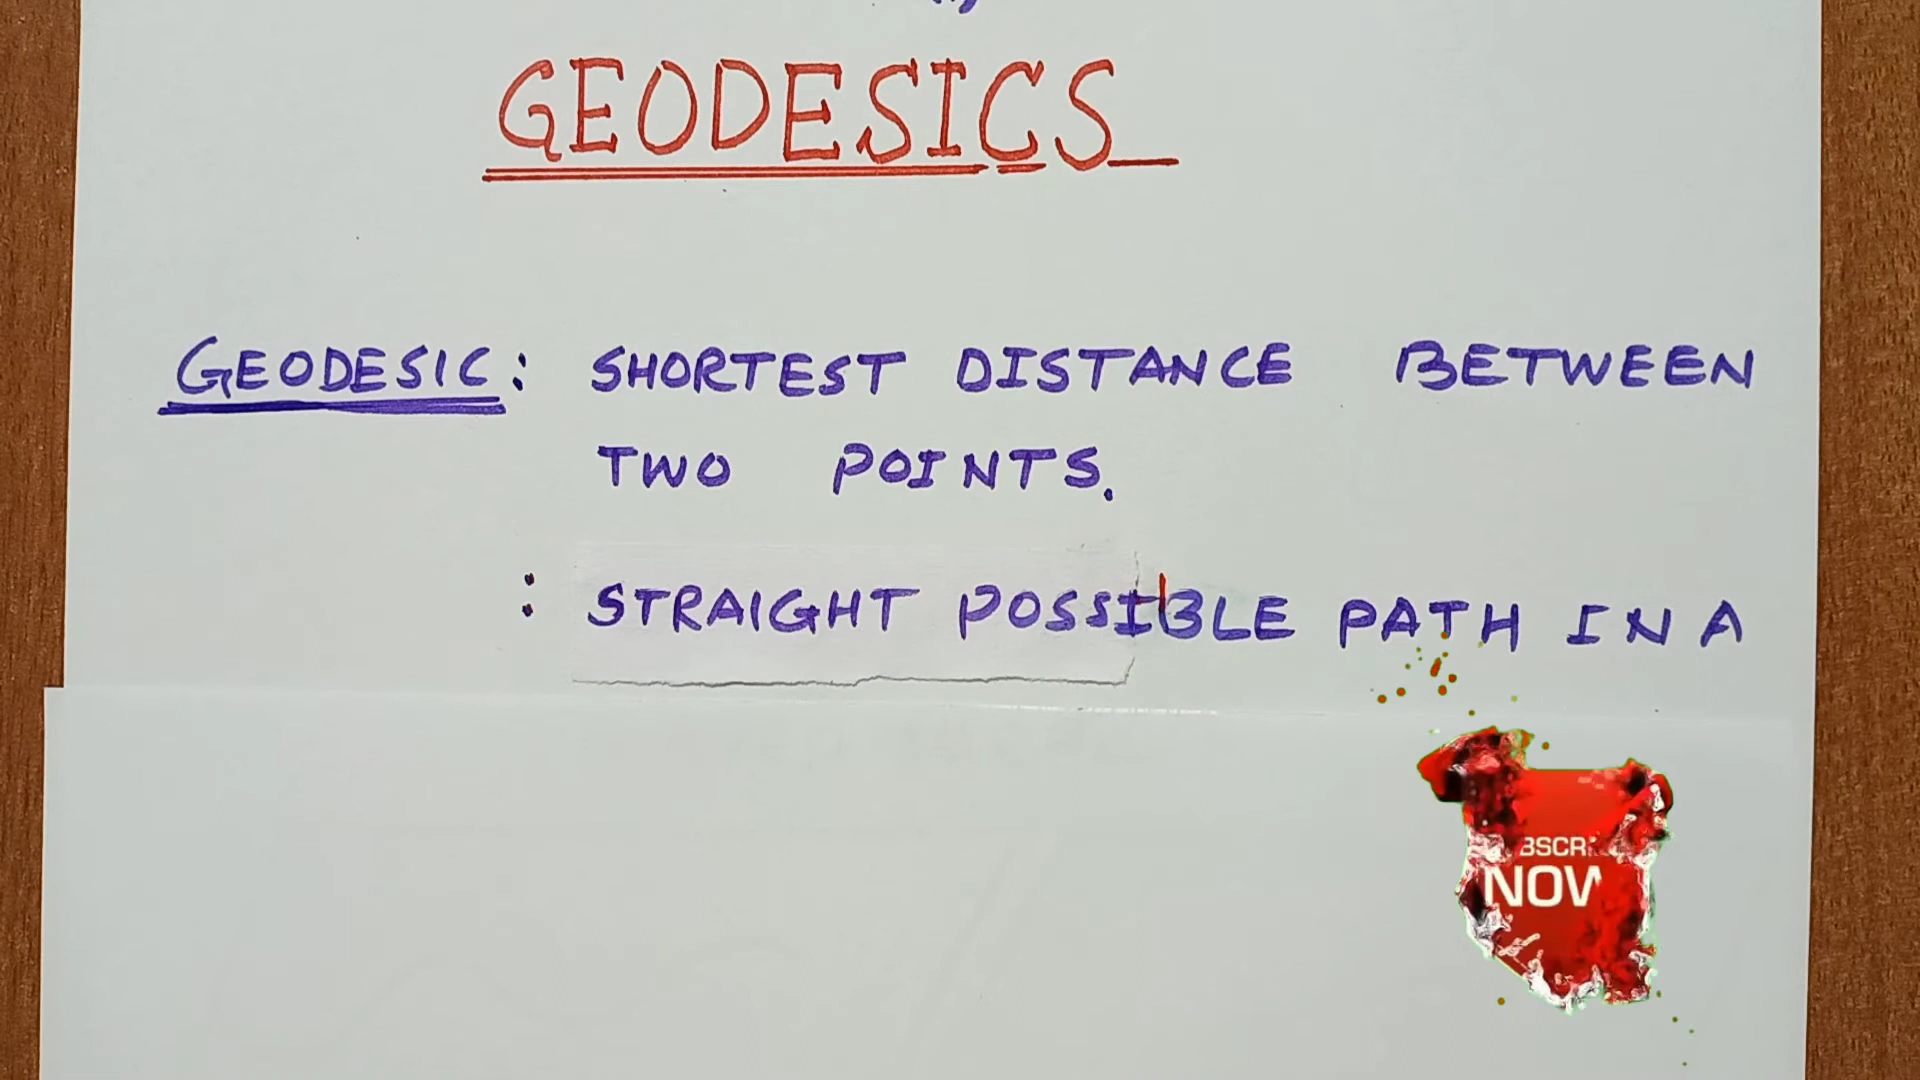 GEODESICS
GEODESIC: SHORTEST DISTANCE BETWEEN
TWO POINTS.
: STRAIGHT POSSIBLE PATH IN A
NOW